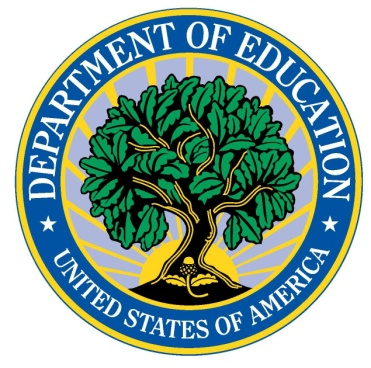 DEPARTMENT OF EDUCATION
UNITED STATES OF AMERICA